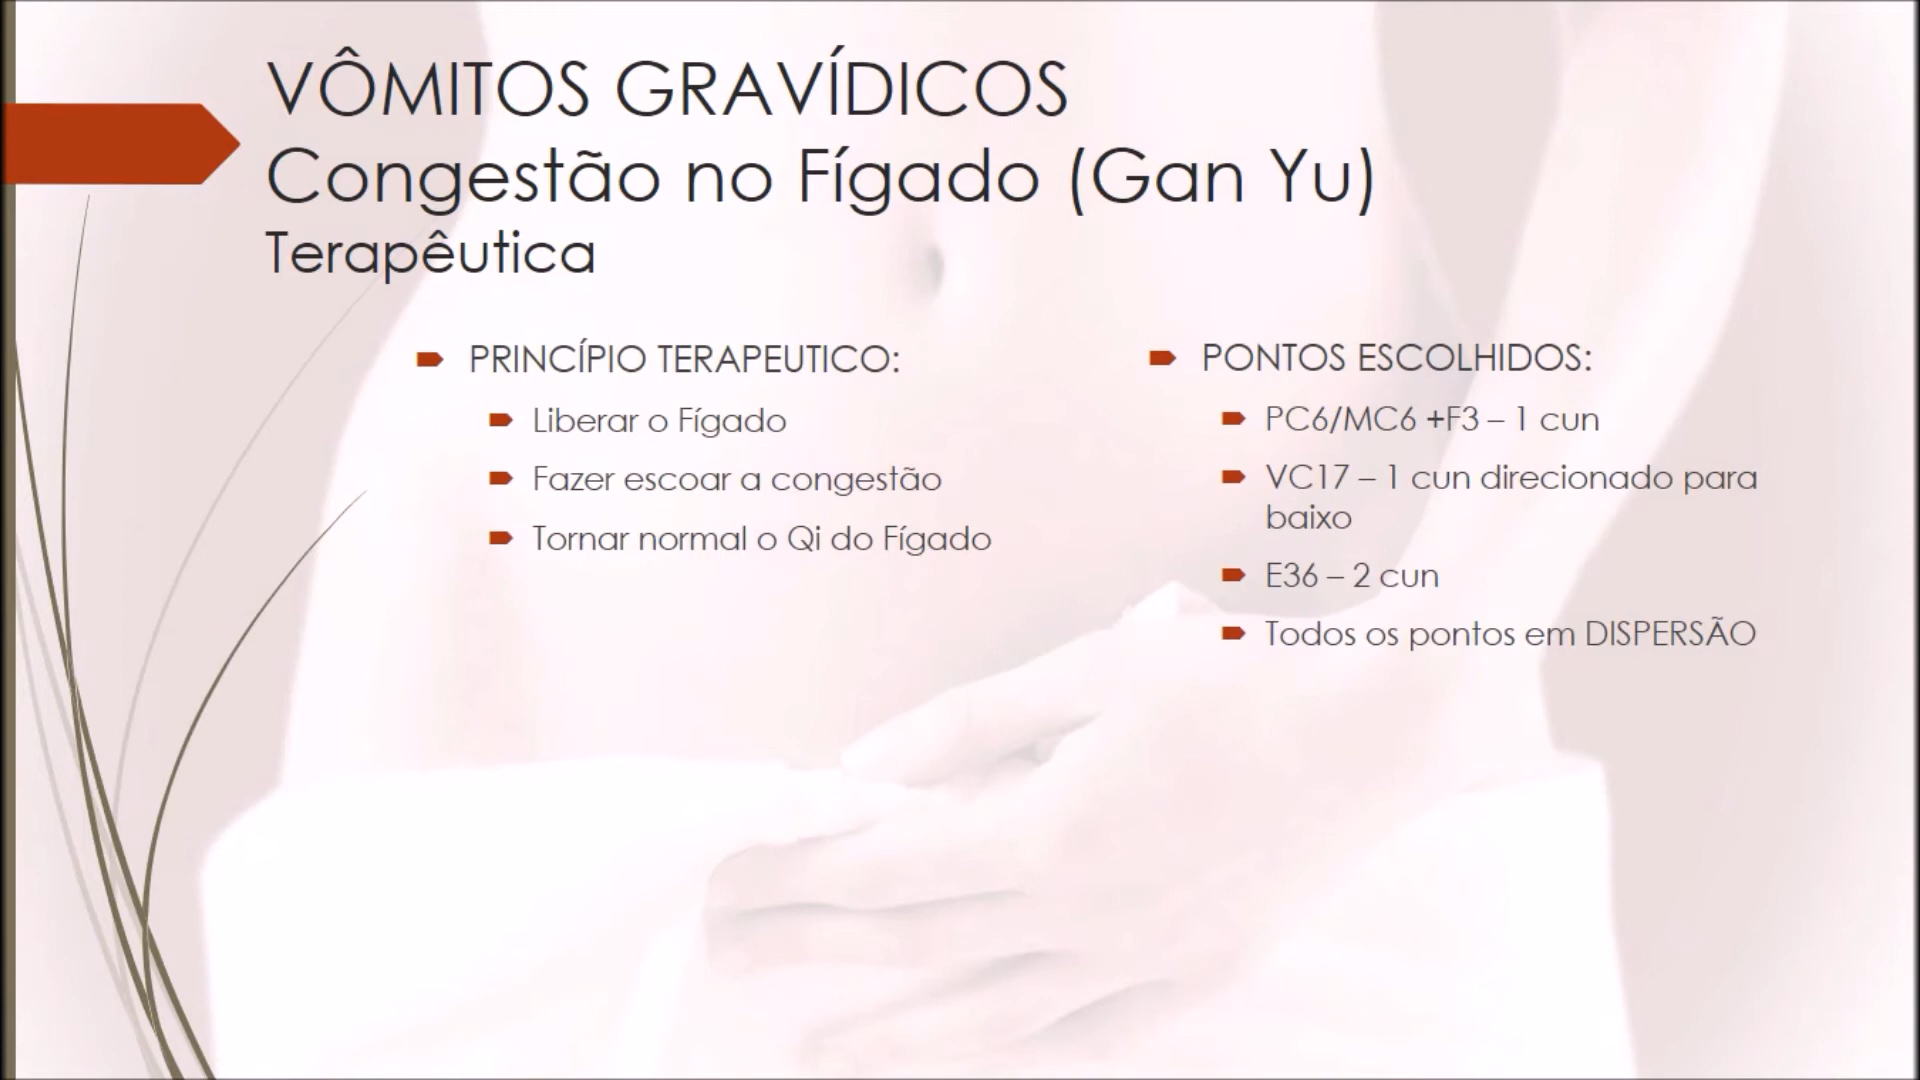 VÔMITOS GRAVÍDICOS
Congestão no Fígado (Gan Yu)
Terapêutica
PRINCÍPIO TERAPEUTICO:
Liberar o Fígado
Fazer escoar a congestão
Tornar normal o Qi do Fígado
PONTOS ESCOLHIDOS:
PC6/MC6 +F3 – 1 cun
VC17 – 1 cun direcionado para
baixo
E36 – 2 cun
Todos os pontos em DISPERSÃO